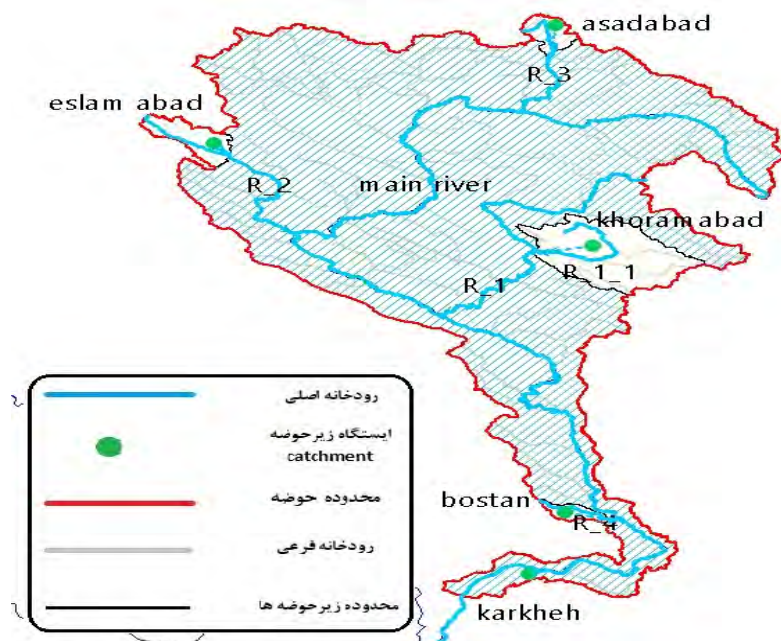 asadabad
R_3
eslam abad
R_2
main river
khoramabad
R_1_1
R_1
رودخانه اصلی
ایستگاه زیرحوضه
catchment
محدوده حوضه
رودخانه فرعی
محدوده زیرحوضه ها
bostan
R_4
karkheh